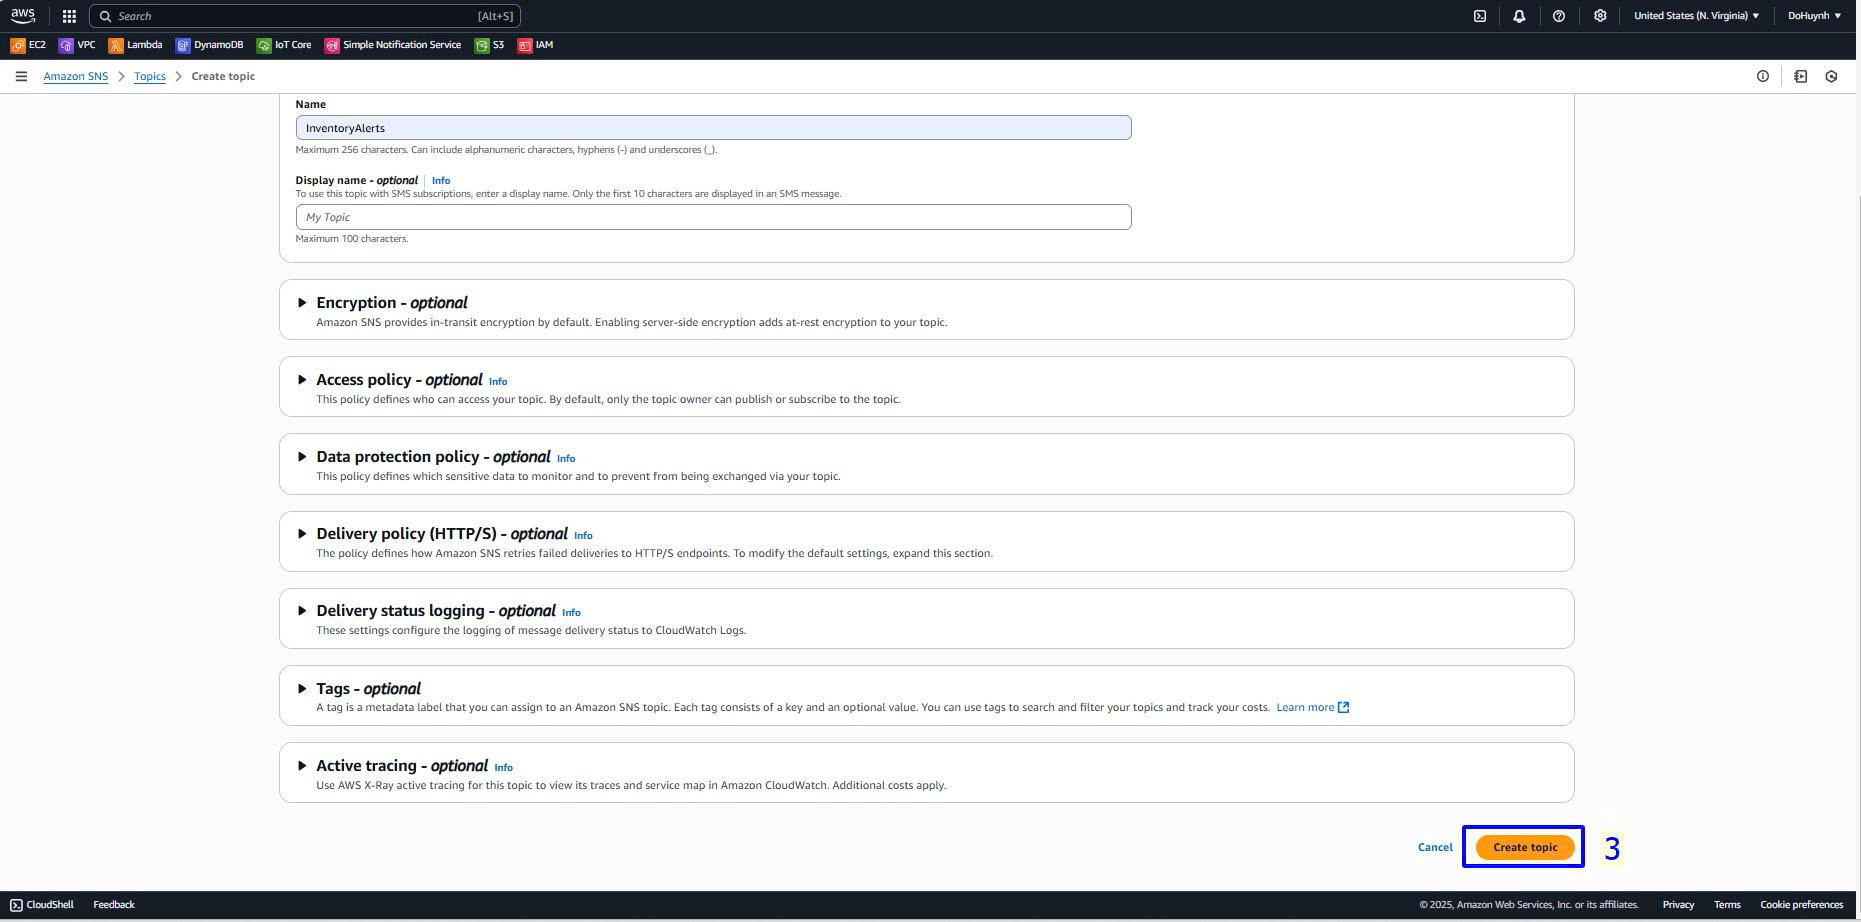 aws Search [Alt+S] United States (N. Virginia) ▼ DoHuynh ▼
EC2 VPC Lambda DynamoDB IoT Core Simple Notification Service S3 IAM
Amazon SNS > Topics > Create topic
Name
InventoryAlerts
Maximum 256 characters. Can include alphanumeric characters, hyphens (-) and underscores (_).
Display name - optional Info
To use this topic with SMS subscriptions, enter a display name. Only the first 10 characters are displayed in an SMS message.
My Topic
Maximum 100 characters.
Encryption - optional
Amazon SNS provides in-transit encryption by default. Enabling server-side encryption adds at-rest encryption to your topic.
Access policy - optional Info
This policy defines who can access your topic. By default, only the topic owner can publish or subscribe to the topic.
Data protection policy - optional Info
This policy defines which sensitive data to monitor and to prevent from being exchanged via your topic.
Delivery policy (HTTP/S) - optional Info
The policy defines how Amazon SNS retries failed deliveries to HTTP/S endpoints. To modify the default settings, expand this section.
Delivery status logging - optional Info
These settings configure the logging of message delivery status to CloudWatch Logs.
Tags - optional
A tag is a metadata label that you can assign to an Amazon SNS topic. Each tag consists of a key and an optional value. You can use tags to search and filter your topics and track your costs. Learn more
Active tracing - optional Info
Use AWS X-Ray active tracing for this topic to view its traces and service map in Amazon CloudWatch. Additional costs apply.
Cancel Create topic 3
CloudShell Feedback © 2025, Amazon Web Services, Inc. or its affiliates. Privacy Terms Cookie preferences